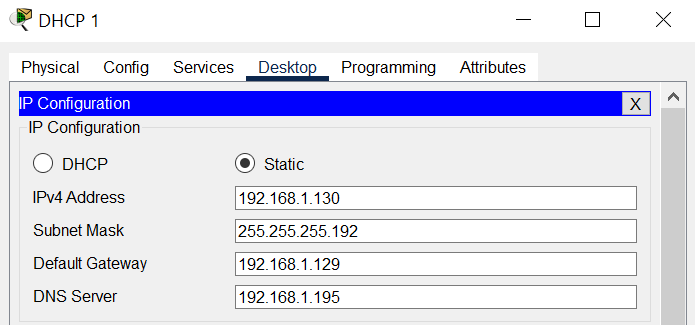 DHCP 1
Physical Config Services Desktop Programming Attributes
IP Configuration X
IP Configuration
DHCP Static
IPv4 Address 192.168.1.130
Subnet Mask 255.255.255.192
Default Gateway 192.168.1.129
DNS Server 192.168.1.195